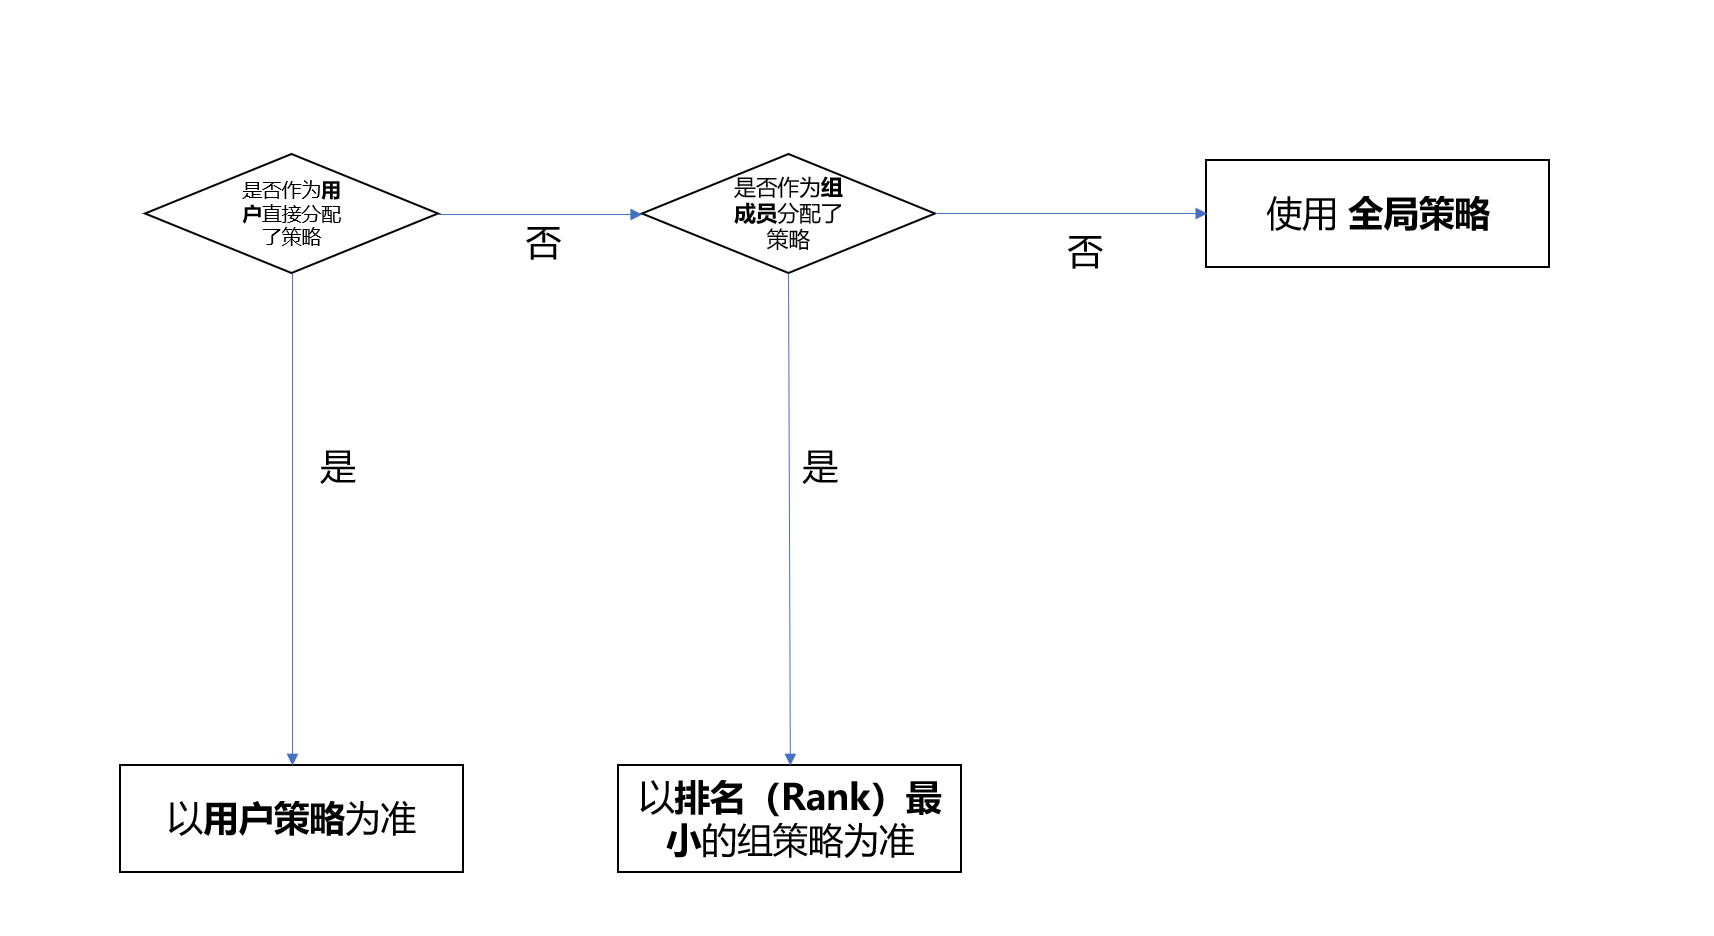 是否作为用
户直接分配
了策略
否
是否作为组
成员分配了
策略
否
使用 全局策略
是
是
以用户策略为准
以排名（Rank）最
小的组策略为准